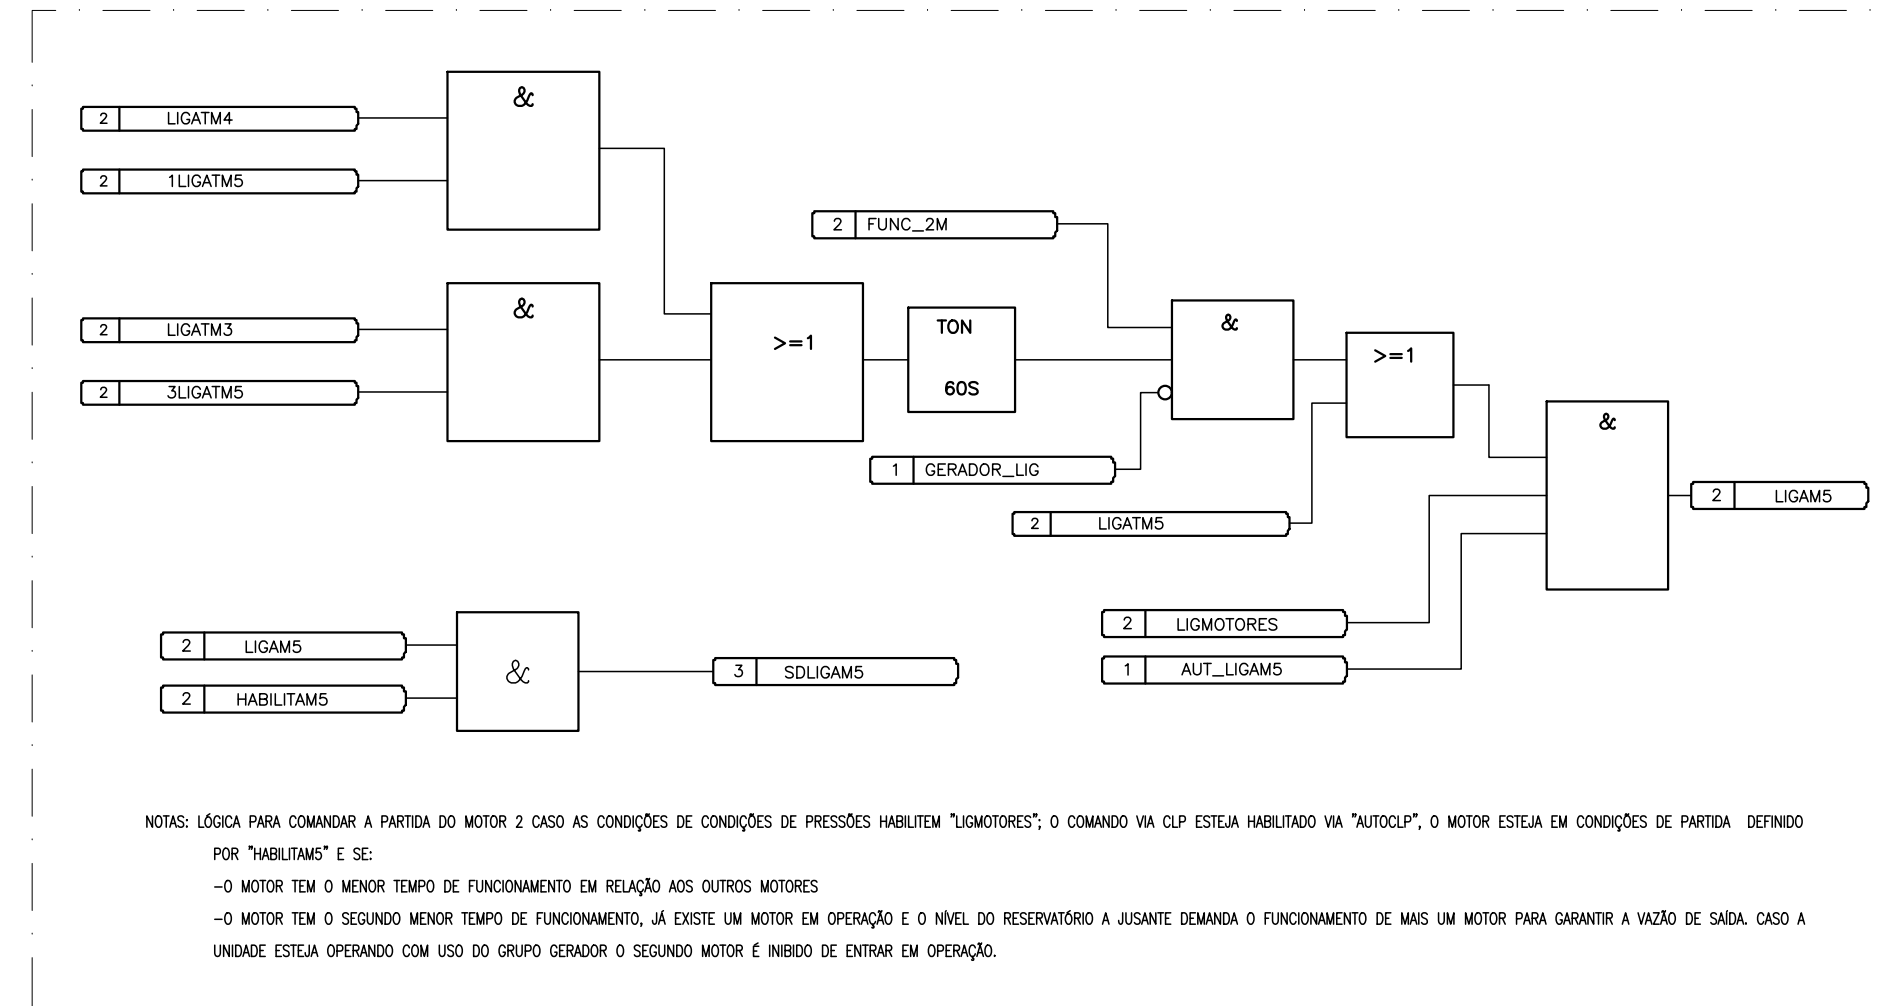 &
2 LIGATM4
2 1LIGATM5
2 FUNC_2M
&
2 LIGATM3
2 3LIGATM5
>=1
TON
60S
&
>=1
1 GERADOR_LIG
2 LIGATM5
&
2 LIGAM5
2 LIGMOTORES
1 AUT_LIGAM5
2 LIGAM5
2 HABILITAM5
&
3 SDLIGAM5
NOTAS: LÓGICA PARA COMANDAR A PARTIDA DO MOTOR 2 CASO AS CONDIÇÕES DE CONDIÇÕES DE PRESSÕES HABILITEM "LIGMOTORES"; O COMANDO VIA CLP ESTEJA HABILITADO VIA "AUTOCLP", O MOTOR ESTEJA EM CONDIÇÕES DE PARTIDA DEFINIDO
POR "HABILITAM5" E SE:
-O MOTOR TEM O MENOR TEMPO DE FUNCIONAMENTO EM RELAÇÃO AOS OUTROS MOTORES
-O MOTOR TEM O SEGUNDO MENOR TEMPO DE FUNCIONAMENTO, JÁ EXISTE UM MOTOR EM OPERAÇÃO E O NÍVEL DO RESERVATÓRIO A JUSANTE DEMANDA O FUNCIONAMENTO DE MAIS UM MOTOR PARA GARANTIR A VAZÃO DE SAÍDA. CASO A
UNIDADE ESTEJA OPERANDO COM USO DO GRUPO GERADOR O SEGUNDO MOTOR É INIBIDO DE ENTRAR EM OPERAÇÃO.